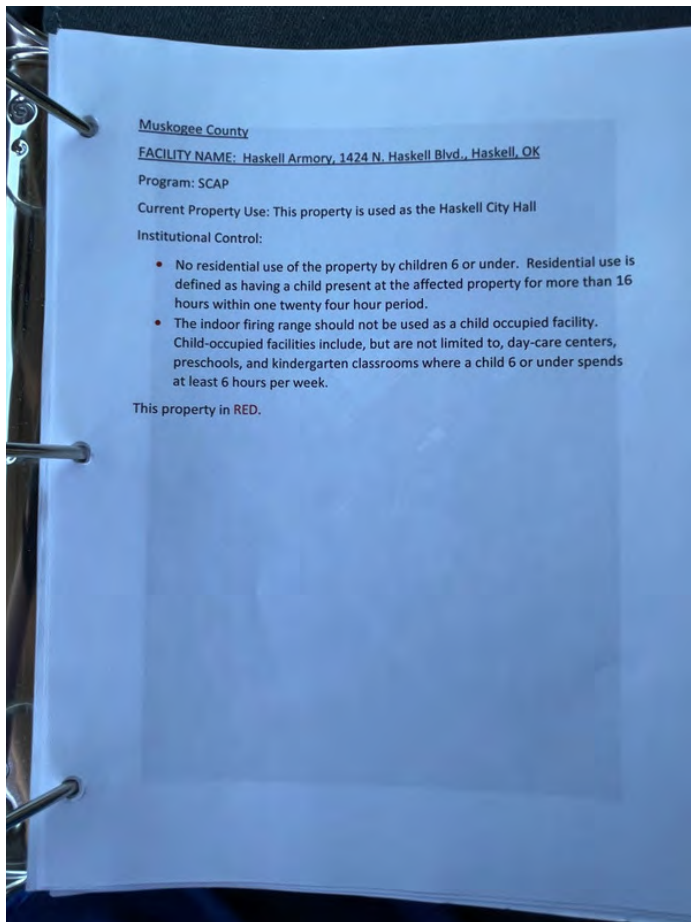 Muskogee County
FACILITY NAME: Haskell Armory, 1424 N. Haskell Blvd., Haskell, OK
Program: SCAP
Current Property Use: This property is used as the Haskell City Hall
Institutional Control:
• No residential use of the property by children 6 or under. Residential use is
defined as having a child present at the affected property for more than 16
hours within one twenty four hour period.
• The indoor firing range should not be used as a child occupied facility.
Child-occupied facilities include, but are not limited to, day-care centers,
preschools, and kindergarten classrooms where a child 6 or under spends
at least 6 hours per week.
This property in RED.